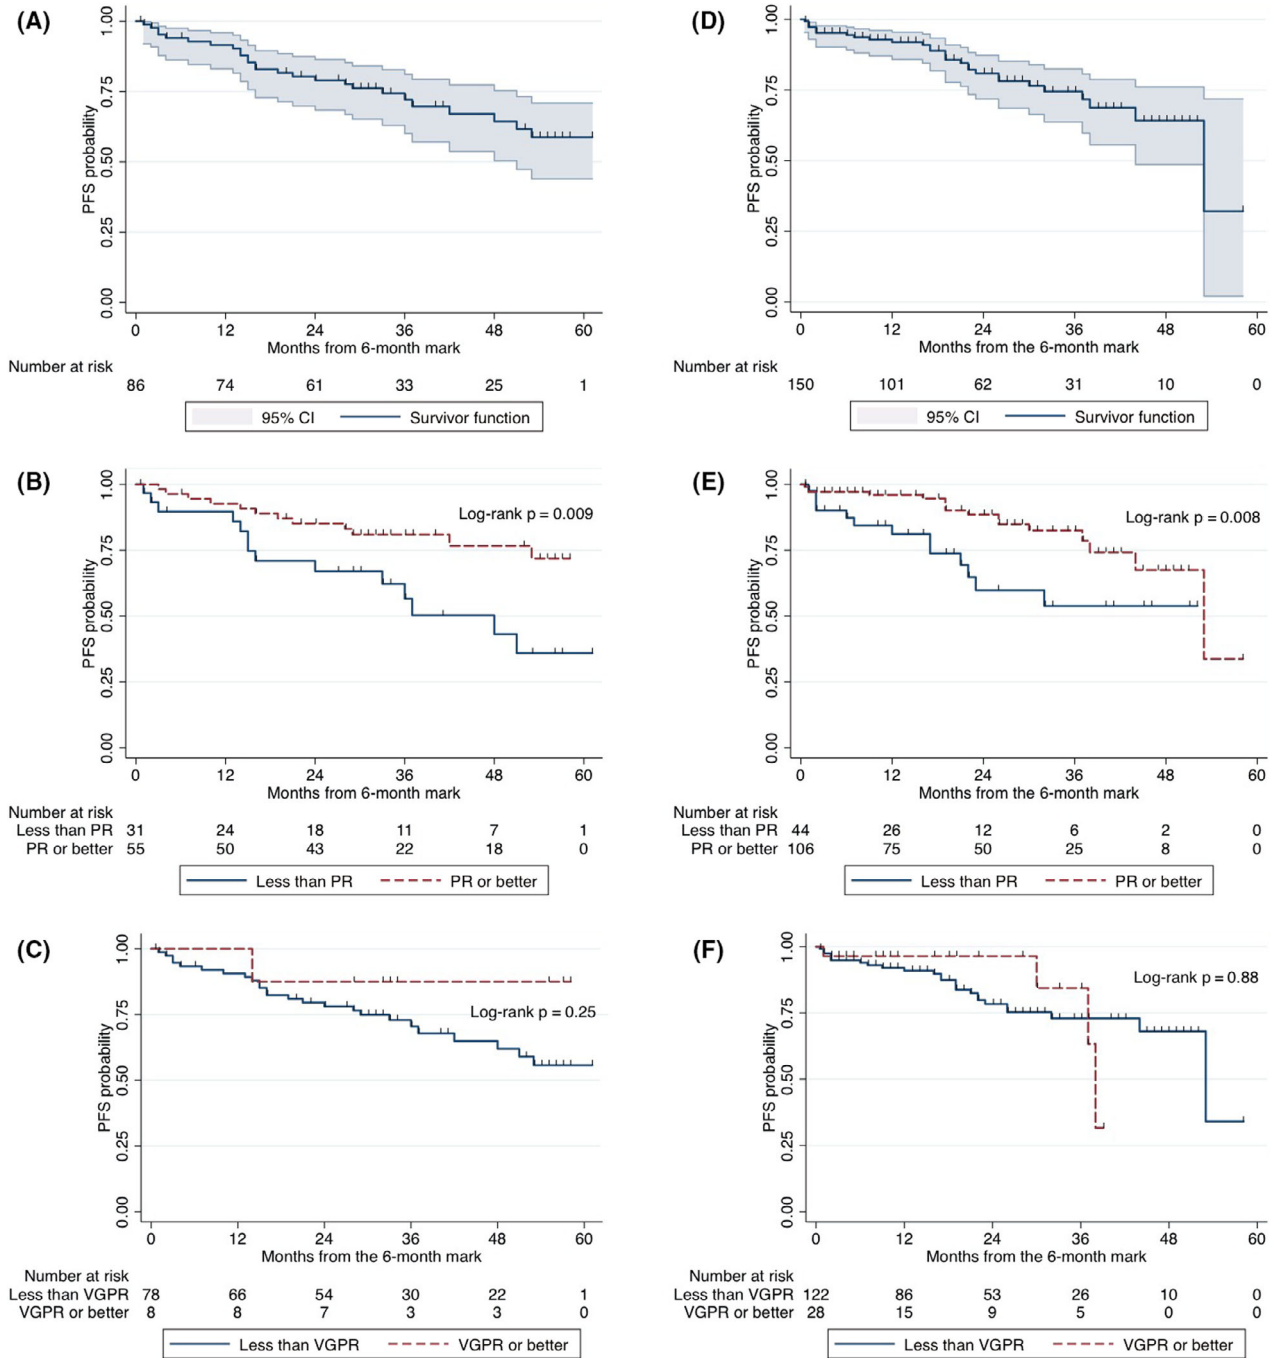 (A)
PFS probability
1.00
0.75
0.50
0.25
0.00
0 12 24 36 48 60
Months from 6-month mark
Number at risk
86 74 61 33 25 1
95% CI Survivor function
(D)
PFS probability
1.00
0.75
0.50
0.25
0.00
0 12 24 36 48 60
Months from the 6-month mark
Number at risk
150 101 62 31 10 0
95% CI Survivor function
(B)
PFS probability
1.00
0.75
0.50
0.25
0.00
Log-rank p = 0.009
0 12 24 36 48 60
Months from 6-month mark
Number at risk
Less than PR 31 24 18 11 7 1
PR or better 55 50 43 22 18 0
Less than PR PR or better
(E)
PFS probability
1.00
0.75
0.50
0.25
0.00
Log-rank p = 0.008
0 12 24 36 48 60
Months from the 6-month mark
Number at risk
Less than PR 44 26 12 6 2 0
PR or better 106 75 50 25 8 0
Less than PR PR or better
(C)
PFS probability
1.00
0.75
0.50
0.25
0.00
Log-rank p = 0.25
0 12 24 36 48 60
Months from the 6-month mark
Number at risk
Less than VGPR 78 66 54 30 22 1
VGPR or better 8 8 7 3 3 0
Less than VGPR VGPR or better
(F)
PFS probability
1.00
0.75
0.50
0.25
0.00
Log-rank p = 0.88
0 12 24 36 48 60
Months from the 6-month mark
Number at risk
Less than VGPR 122 86 53 26 10 0
VGPR or better 28 15 9 5 0 0
Less than VGPR VGPR or better